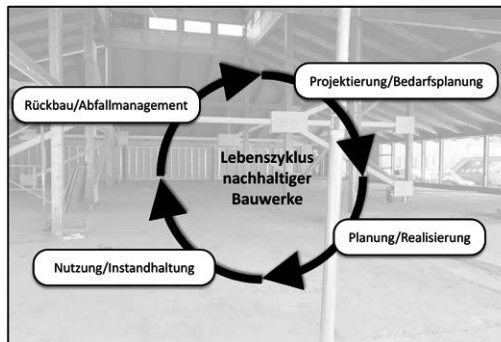 Projektierung/Bedarfsplanung
Rückbau/Abfallmanagement
Lebenszyklus
nachhaltiger
Bauwerke
Planung/Realisierung
Nutzung/Instandhaltung